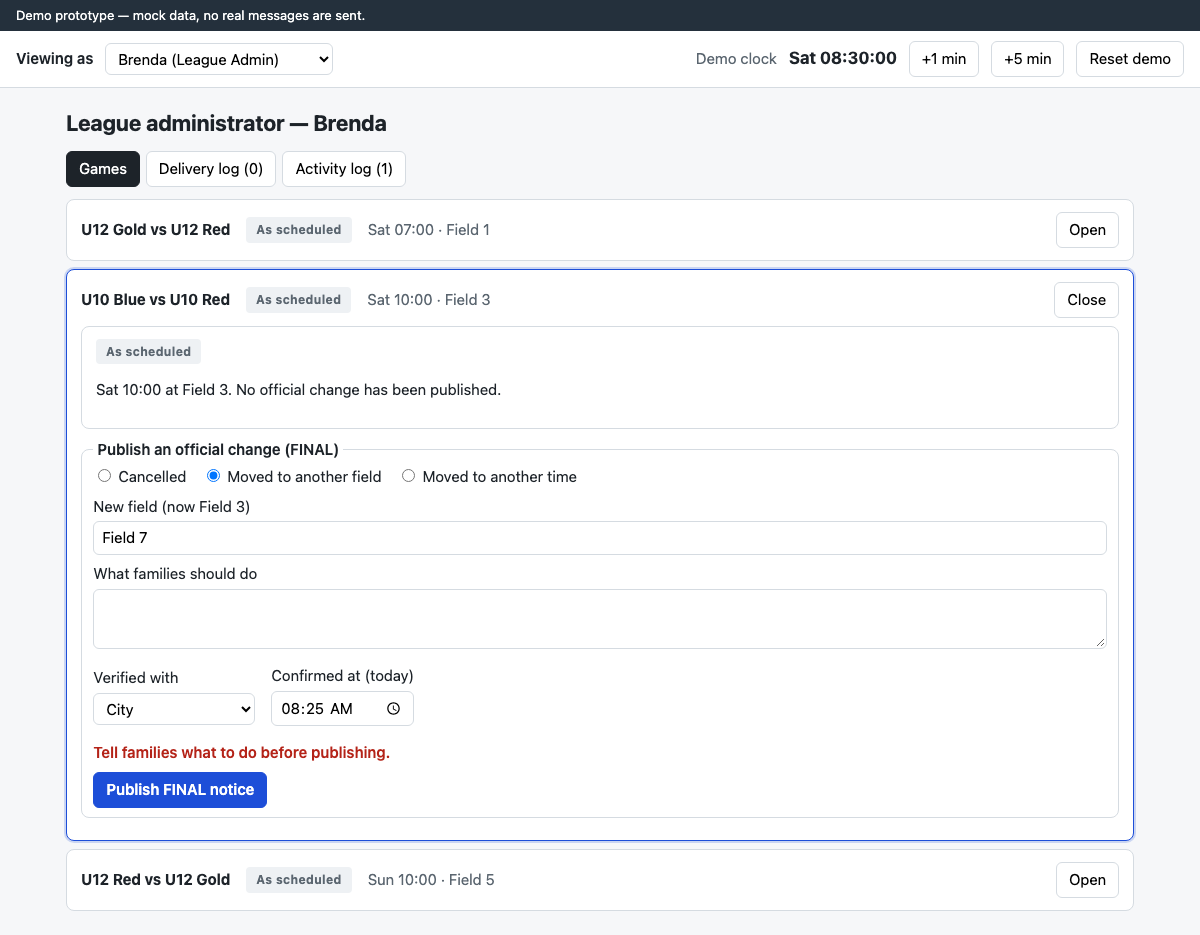 Demo prototype — mock data, no real messages are sent.
Viewing as Brenda (League Admin) Demo clock Sat 08:30:00 +1 min +5 min Reset demo
League administrator — Brenda
Games Delivery log (0) Activity log (1)
U12 Gold vs U12 Red As scheduled Sat 07:00 · Field 1 Open
U10 Blue vs U10 Red As scheduled Sat 10:00 · Field 3 Close
As scheduled
Sat 10:00 at Field 3. No official change has been published.
Publish an official change (FINAL)
Cancelled Moved to another field Moved to another time
New field (now Field 3)
Field 7
What families should do
Verified with Confirmed at (today)
City 08:25 AM
Tell families what to do before publishing.
Publish FINAL notice
U12 Red vs U12 Gold As scheduled Sun 10:00 · Field 5 Open